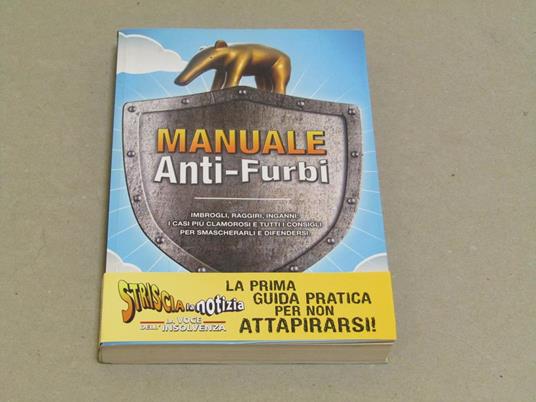 MANUALE
Anti-Furbi
IMBROGLI, RAGGIRI, INGANNI:
I CASI PIÙ CLAMOROSI E TUTTI I CONSIGLI
PER SMASCHERARLI E DIFENDERSI.
STRISCIA la notizia
LA VOCE
DELL'INSOLVENZA
LA PRIMA
GUIDA PRATICA
PER NON
ATTAPIRARSI!